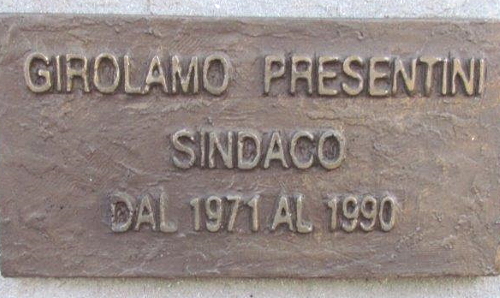 GIROLAMO PRESENTINI
SINDACO
DAL 1971 AL 1990